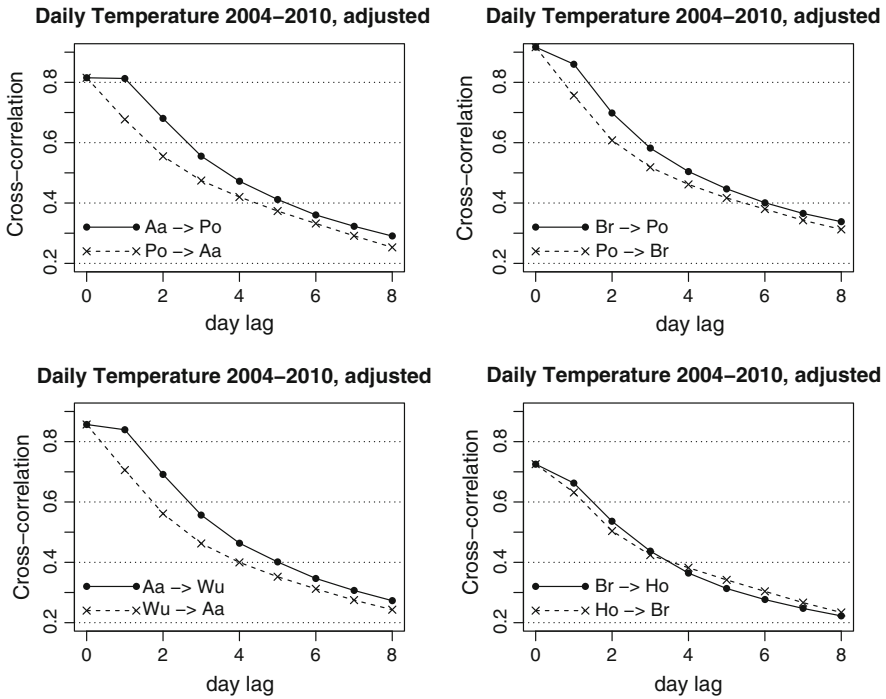 Daily Temperature 2004−2010, adjusted
Cross−correlation
0.8
0.6
0.4
0.2
Aa −> Po
Po −> Aa
0 2 4 6 8
day lag
Daily Temperature 2004−2010, adjusted
Cross−correlation
0.8
0.6
0.4
0.2
Br −> Po
Po −> Br
0 2 4 6 8
day lag
Daily Temperature 2004−2010, adjusted
Cross−correlation
0.8
0.6
0.4
0.2
Aa −> Wu
Wu −> Aa
0 2 4 6 8
day lag
Daily Temperature 2004−2010, adjusted
Cross−correlation
0.8
0.6
0.4
0.2
Br −> Ho
Ho −> Br
0 2 4 6 8
day lag